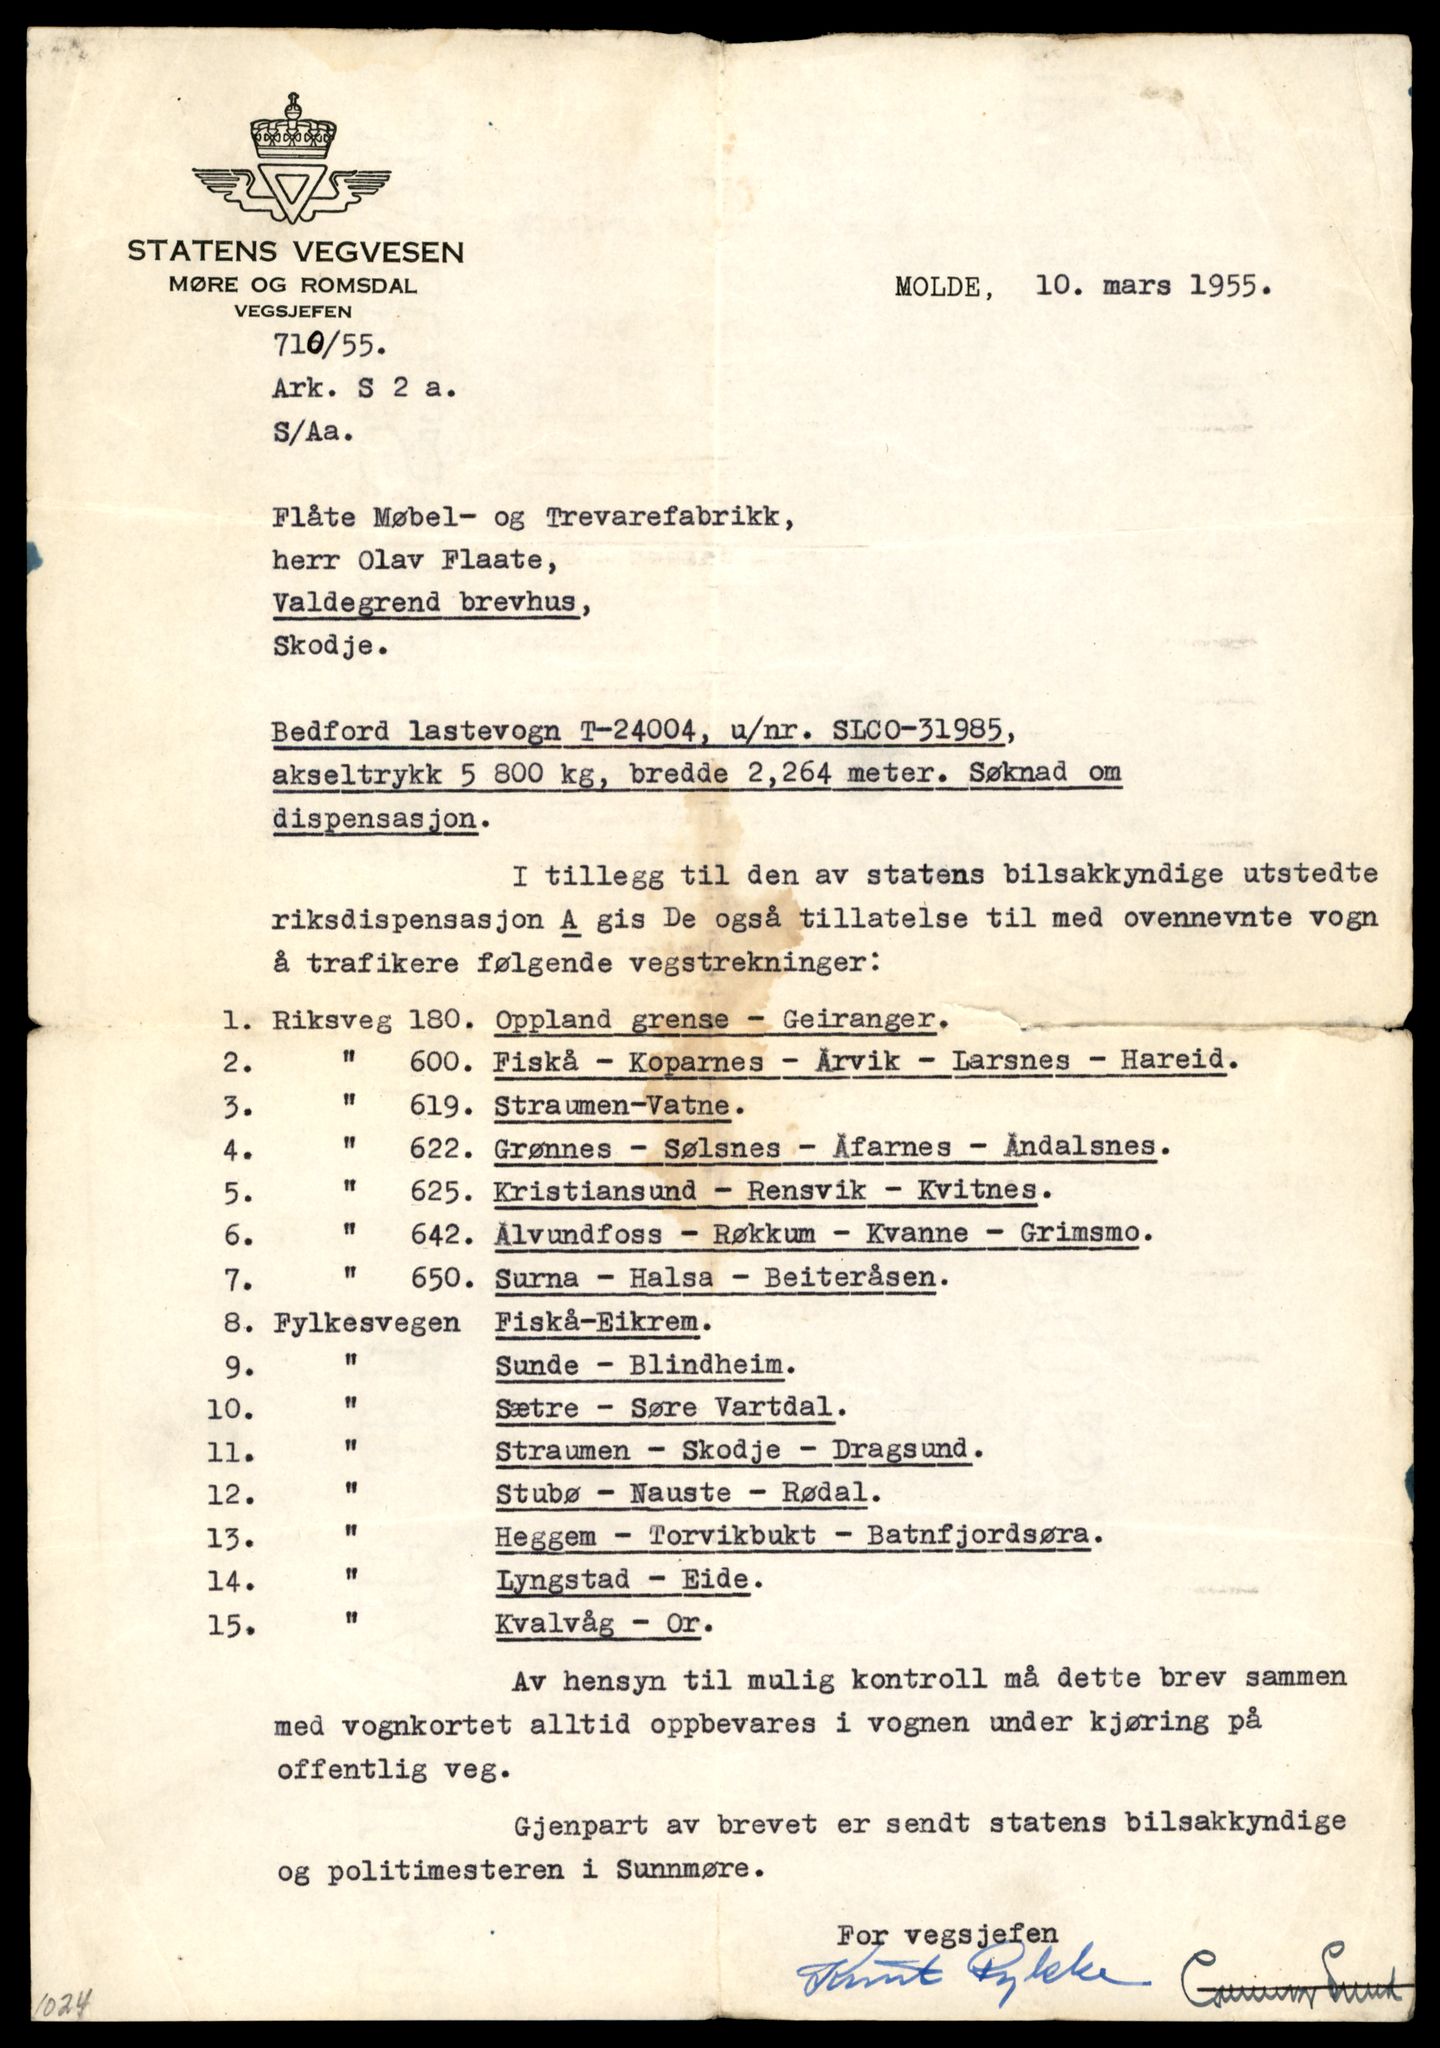 STATENS VEGVESEN
MØRE OG ROMSDAL
VEGSJEFEN
MOLDE, 10. mars 1955.
710/55.
Ark. S 2 a.
S/Aa.
Flåte Møbel- og Trevarefabrikk,
herr Olav Flaate,
Valdegrend brevhus,
Skodje.
Bedford lastevogn T-24004, u/nr. SLCO-31985,
akseltrykk 5 800 kg, bredde 2,264 meter. Søknad om
dispensasjon.
I tillegg til den av statens bilsakkyndige utstedte
riksdispensasjon A gis De også tillatelse til med ovennevnte vogn
å trafikere følgende vegstrekninger:
1. Riksveg 180. Oppland grense - Geiranger.
2. " 600. Fiskå - Koparnes - Årvik - Larsnes - Hareid.
3. " 619. Straumen-Vatne.
4. " 622. Grønnes - Sølsnes - Åfarnes - Åndalsnes.
5. " 625. Kristiansund - Rensvik - Kvitnes.
6. " 642. Ålvundfoss - Røkkum - Kvanne - Grimsmo.
7. " 650. Surna - Halsa - Beiteråsen.
8. Fylkesvegen Fiskå-Eikrem.
9. " Sunde - Blindheim.
10. " Sætre - Søre Vartdal.
11. " Straumen - Skodje - Dragsund.
12. " Stubø - Nauste - Rødal.
13. " Heggem - Torvikbukt - Batnfjordsøra.
14. " Lyngstad - Eide.
15. " Kvalvåg - Or.
Av hensyn til mulig kontroll må dette brev sammen
med vognkortet alltid oppbevares i vognen under kjøring på
offentlig veg.
Gjenpart av brevet er sendt statens bilsakkyndige
og politimesteren i Sunnmøre.
For vegsjefen
Knut Rykke
1024